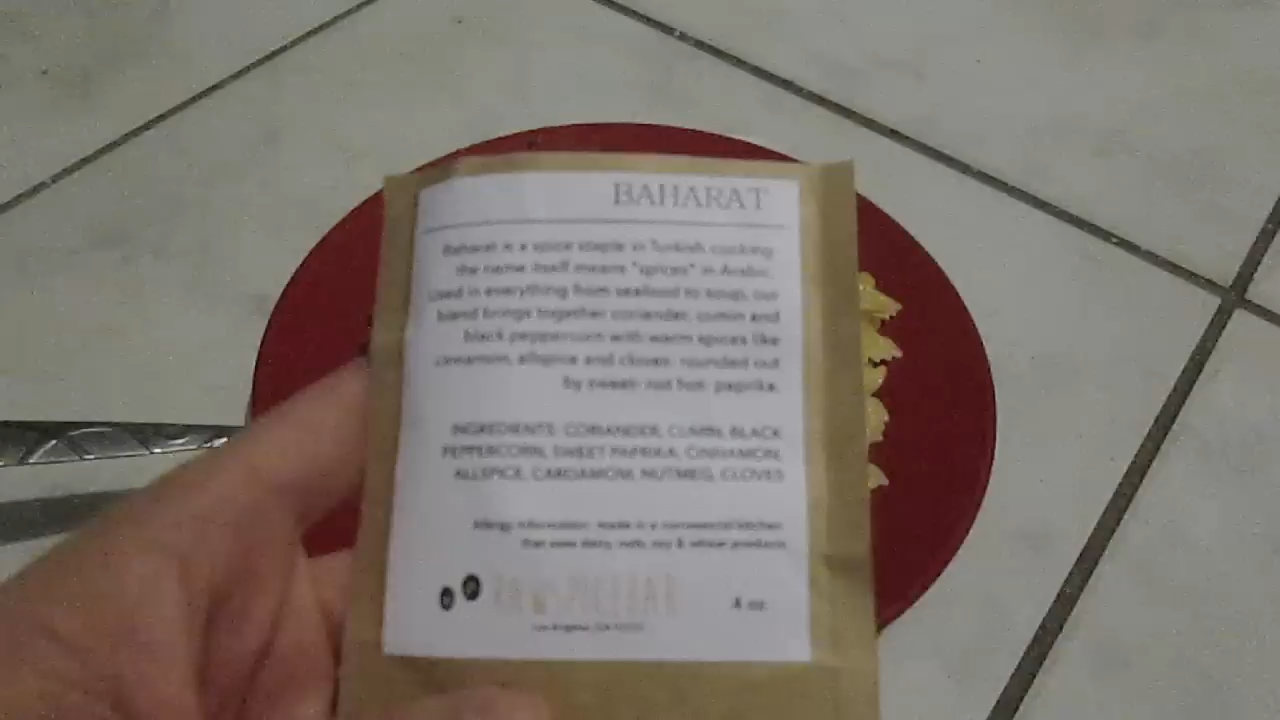 BAHARAT
Baharat is a spice staple in Turkish cooking:
the name itself means "spices" in Arabic.
Used in everything from seafood to soup, our
blend brings together coriander, cumin and
black peppercorn with warm spices like
cinnamon, allspice and cloves, rounded out
by sweet- not hot- paprika.
INGREDIENTS: CORIANDER, CUMIN, BLACK
PEPPERCORN, SWEET PAPRIKA, CINNAMON,
ALLSPICE, CARDAMOM, NUTMEG, CLOVES
Allergy information: made in a commercial kitchen
that uses dairy, nuts, soy & wheat products
RAW SPICEBAR
.4 oz
Los Angeles, CA